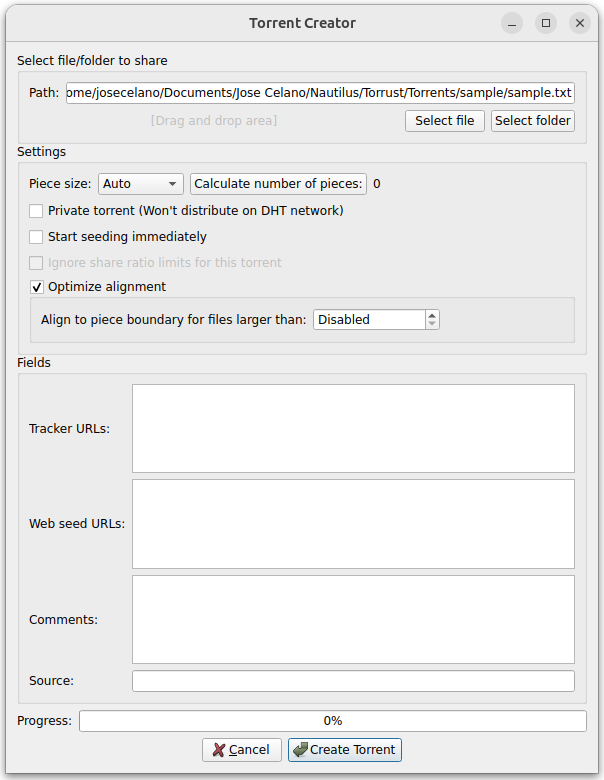 Torrent Creator
Select file/folder to share
Path: ome/josecelano/Documents/Jose Celano/Nautilus/Torrust/Torrents/sample/sample.txt
[Drag and drop area] Select file Select folder
Settings
Piece size: Auto Calculate number of pieces: 0
Private torrent (Won't distribute on DHT network)
Start seeding immediately
Ignore share ratio limits for this torrent
Optimize alignment
Align to piece boundary for files larger than: Disabled
Fields
Tracker URLs:
Web seed URLs:
Comments:
Source:
Progress: 0%
Cancel Create Torrent